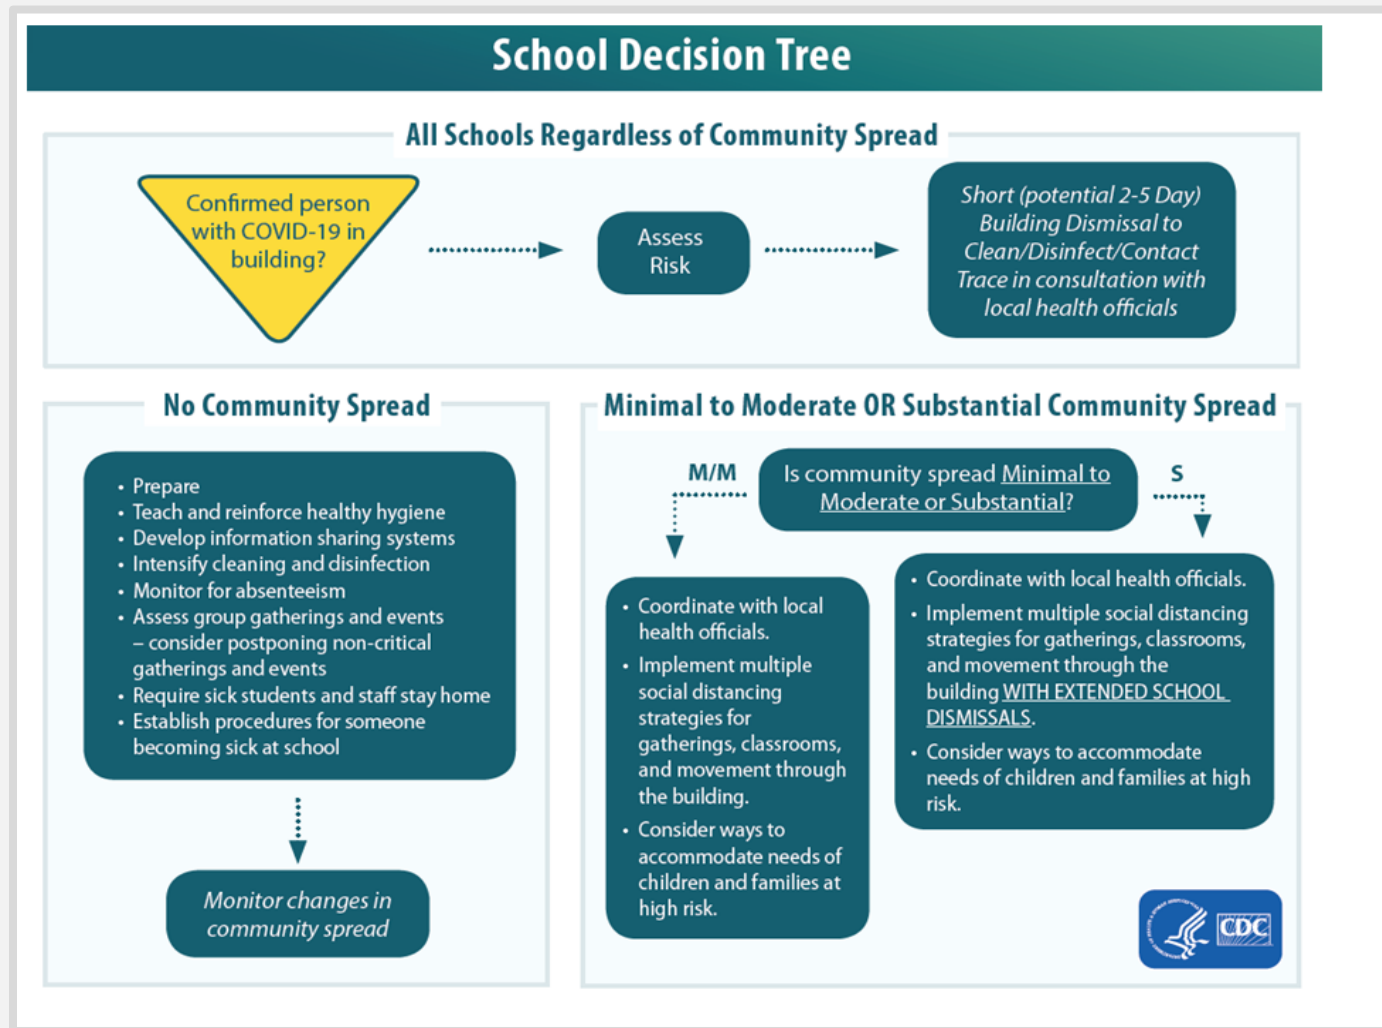 School Decision Tree
All Schools Regardless of Community Spread
Confirmed person
with COVID-19 in
building?
Assess
Risk
Short (potential 2-5 Day)
Building Dismissal to
Clean/Disinfect/Contact
Trace in consultation with
local health officials
No Community Spread
• Prepare
• Teach and reinforce healthy hygiene
• Develop information sharing systems
• Intensify cleaning and disinfection
• Monitor for absenteeism
• Assess group gatherings and events
– consider postponing non-critical
gatherings and events
• Require sick students and staff stay home
• Establish procedures for someone
becoming sick at school
Monitor changes in
community spread
Minimal to Moderate OR Substantial Community Spread
Is community spread Minimal to
Moderate or Substantial?
M/M
S
• Coordinate with local
health officials.
• Implement multiple
social distancing
strategies for
gatherings, classrooms,
and movement through
the building.
• Consider ways to
accommodate needs of
children and families at
high risk.
• Coordinate with local health officials.
• Implement multiple social distancing
strategies for gatherings, classrooms,
and movement through the
building WITH EXTENDED SCHOOL
DISMISSALS.
• Consider ways to accommodate
needs of children and families at high
risk.
CDC